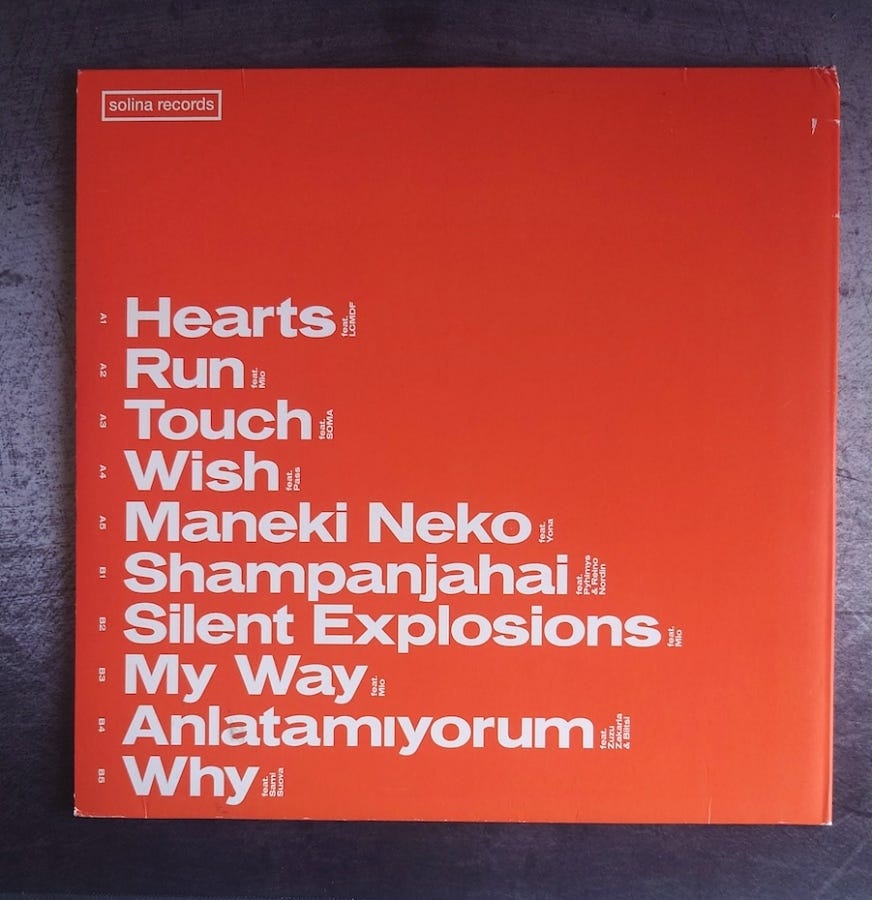 solina records
A1
Hearts
feat.
LCMDF
A2
Run
feat.
Mio
A3
Touch
feat.
SOMA
A4
Wish
feat.
Pass
A5
Maneki Neko
feat.
Yona
B1
Shampanjahai
feat.
Pyhimys
& Reino
Nordin
B2
Silent Explosions
feat.
Mio
B3
My Way
feat.
Mio
B4
Anlatamıyorum
feat.
Zuzu
Zakaria
& Biitsi
B5
Why
feat.
Sami
Suova